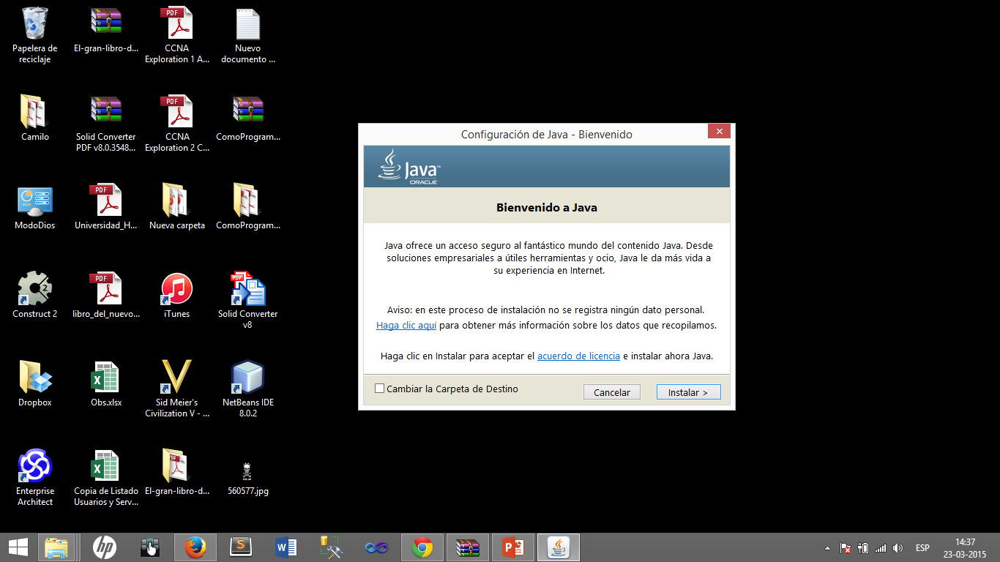 Papelera de
reciclaje
El-gran-libro-d...
CCNA
Exploration 1 A...
Nuevo
documento ...
Camilo
Solid Converter
PDF v8.0.3548...
CCNA
Exploration 2 C...
ComoProgram...
ModoDios
Universidad_H...
Nueva carpeta
ComoProgram...
Construct 2
libro_del_nuevo...
iTunes
Solid Converter
v8
Dropbox
Obs.xlsx
Sid Meier's
Civilization V - ...
NetBeans IDE
8.0.2
Enterprise
Architect
Copia de Listado
Usuarios y Serv...
El-gran-libro-d...
560577.jpg
Configuración de Java - Bienvenido
Java™
ORACLE
Bienvenido a Java
Java ofrece un acceso seguro al fantástico mundo del contenido Java. Desde
soluciones empresariales a útiles herramientas y ocio, Java le da más vida a
su experiencia en Internet.
Aviso: en este proceso de instalación no se registra ningún dato personal.
Haga clic aquí para obtener más información sobre los datos que recopilamos.
Haga clic en Instalar para aceptar el acuerdo de licencia e instalar ahora Java.
Cambiar la Carpeta de Destino
Cancelar
Instalar >
ESP
14:37
23-03-2015